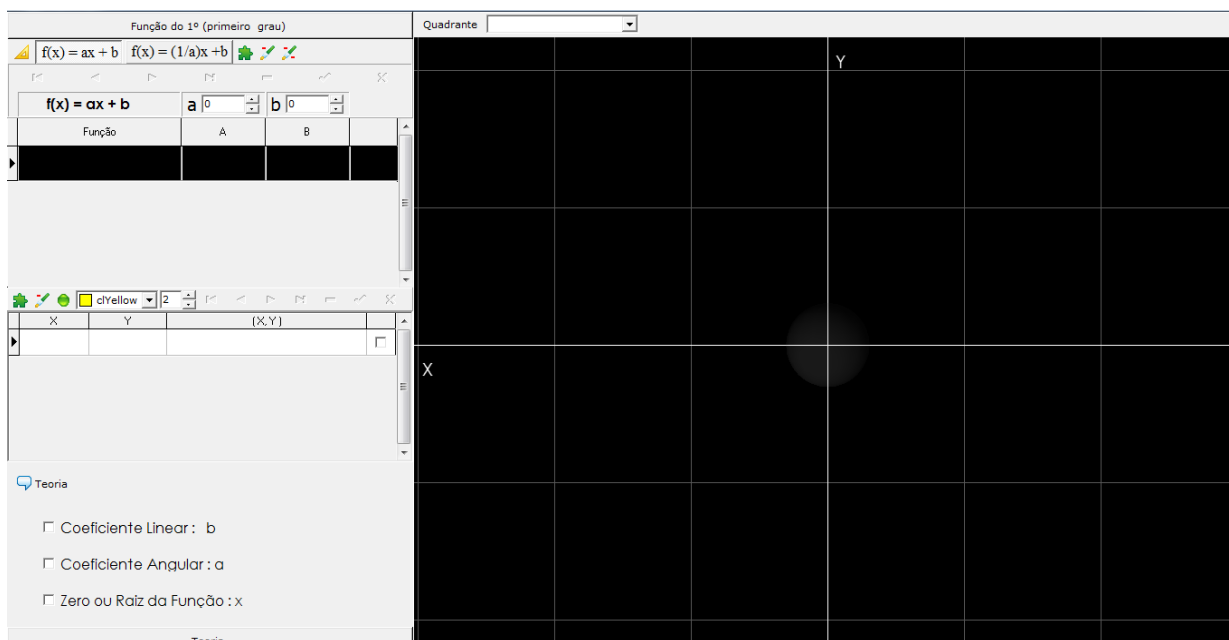 Função do 1º (primeiro grau)
Quadrante
f(x) = ax + b
f(x) = (1/a)x +b
f(x) = ax + b
a 0
b 0
Função A B
clYellow 2
X Y (X,Y)
Teoria
Coeficiente Linear : b
Coeficiente Angular : a
Zero ou Raiz da Função : x
Teoria
Y
X